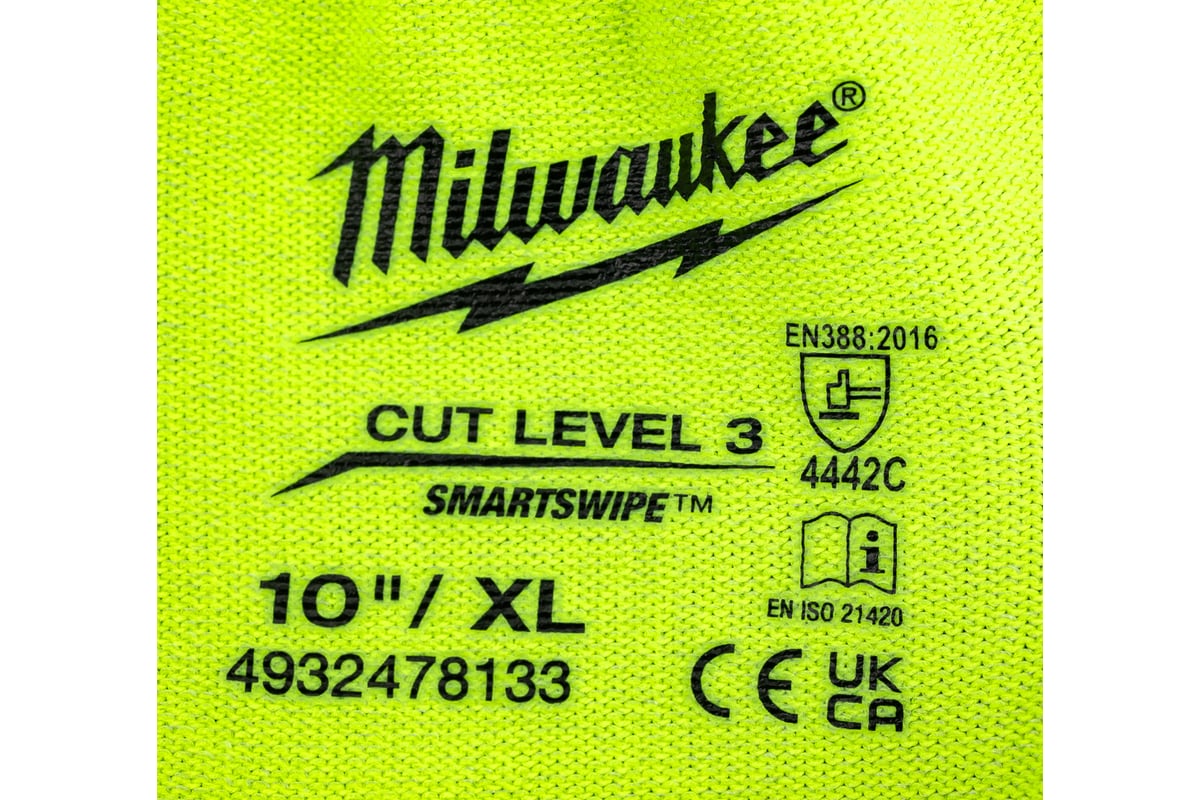 Milwaukee®
EN388:2016
CUT LEVEL 3
4442C
SMARTSWIPE™
i
EN ISO 21420
10"/ XL
4932478133
CE
UK
CA